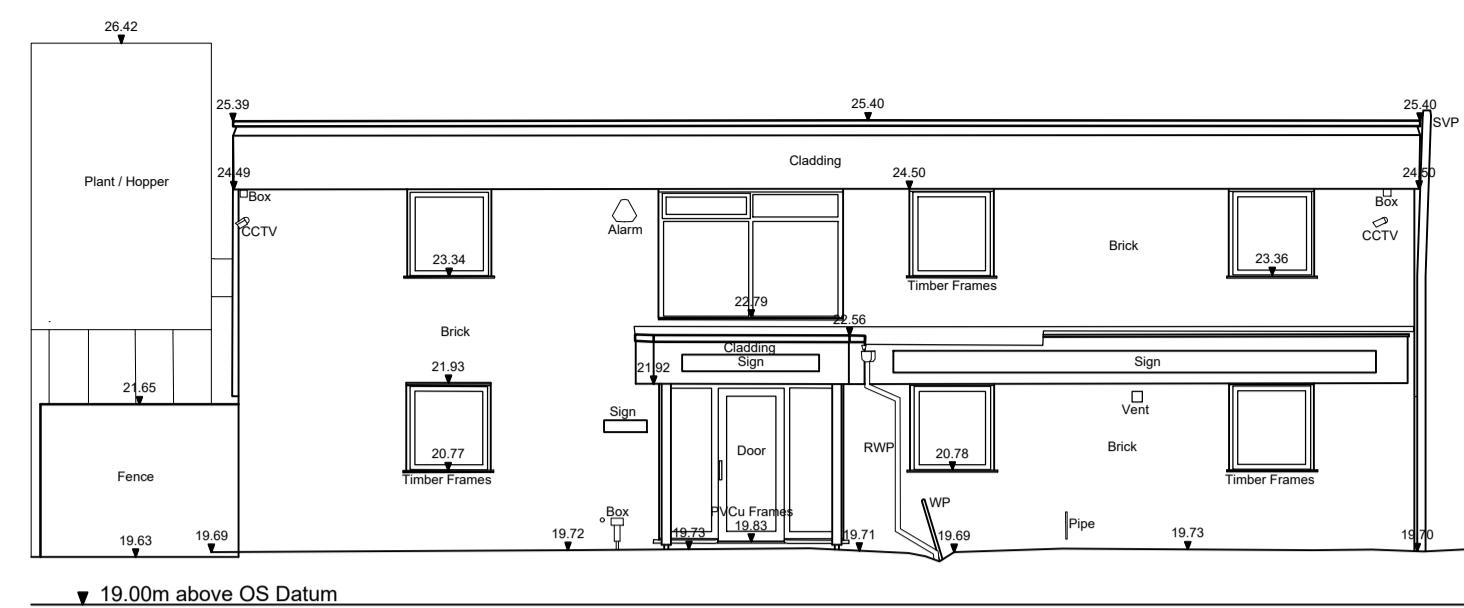 26.42
25.39
25.40
25.40
SVP
Cladding
Plant / Hopper
24.49
24.50
24.50
Box
Box
CCTV
Alarm
CCTV
Brick
23.34
23.36
Timber Frames
22.79
22.56
Brick
Cladding
Sign
Sign
21.93
21.92
21.65
Vent
Sign
Brick
Door
RWP
20.77
20.78
Fence
Timber Frames
Timber Frames
WP
Box
PVCu Frames
Pipe
19.83
19.63
19.69
19.72
19.73
19.71
19.69
19.73
19.70
19.00m above OS Datum